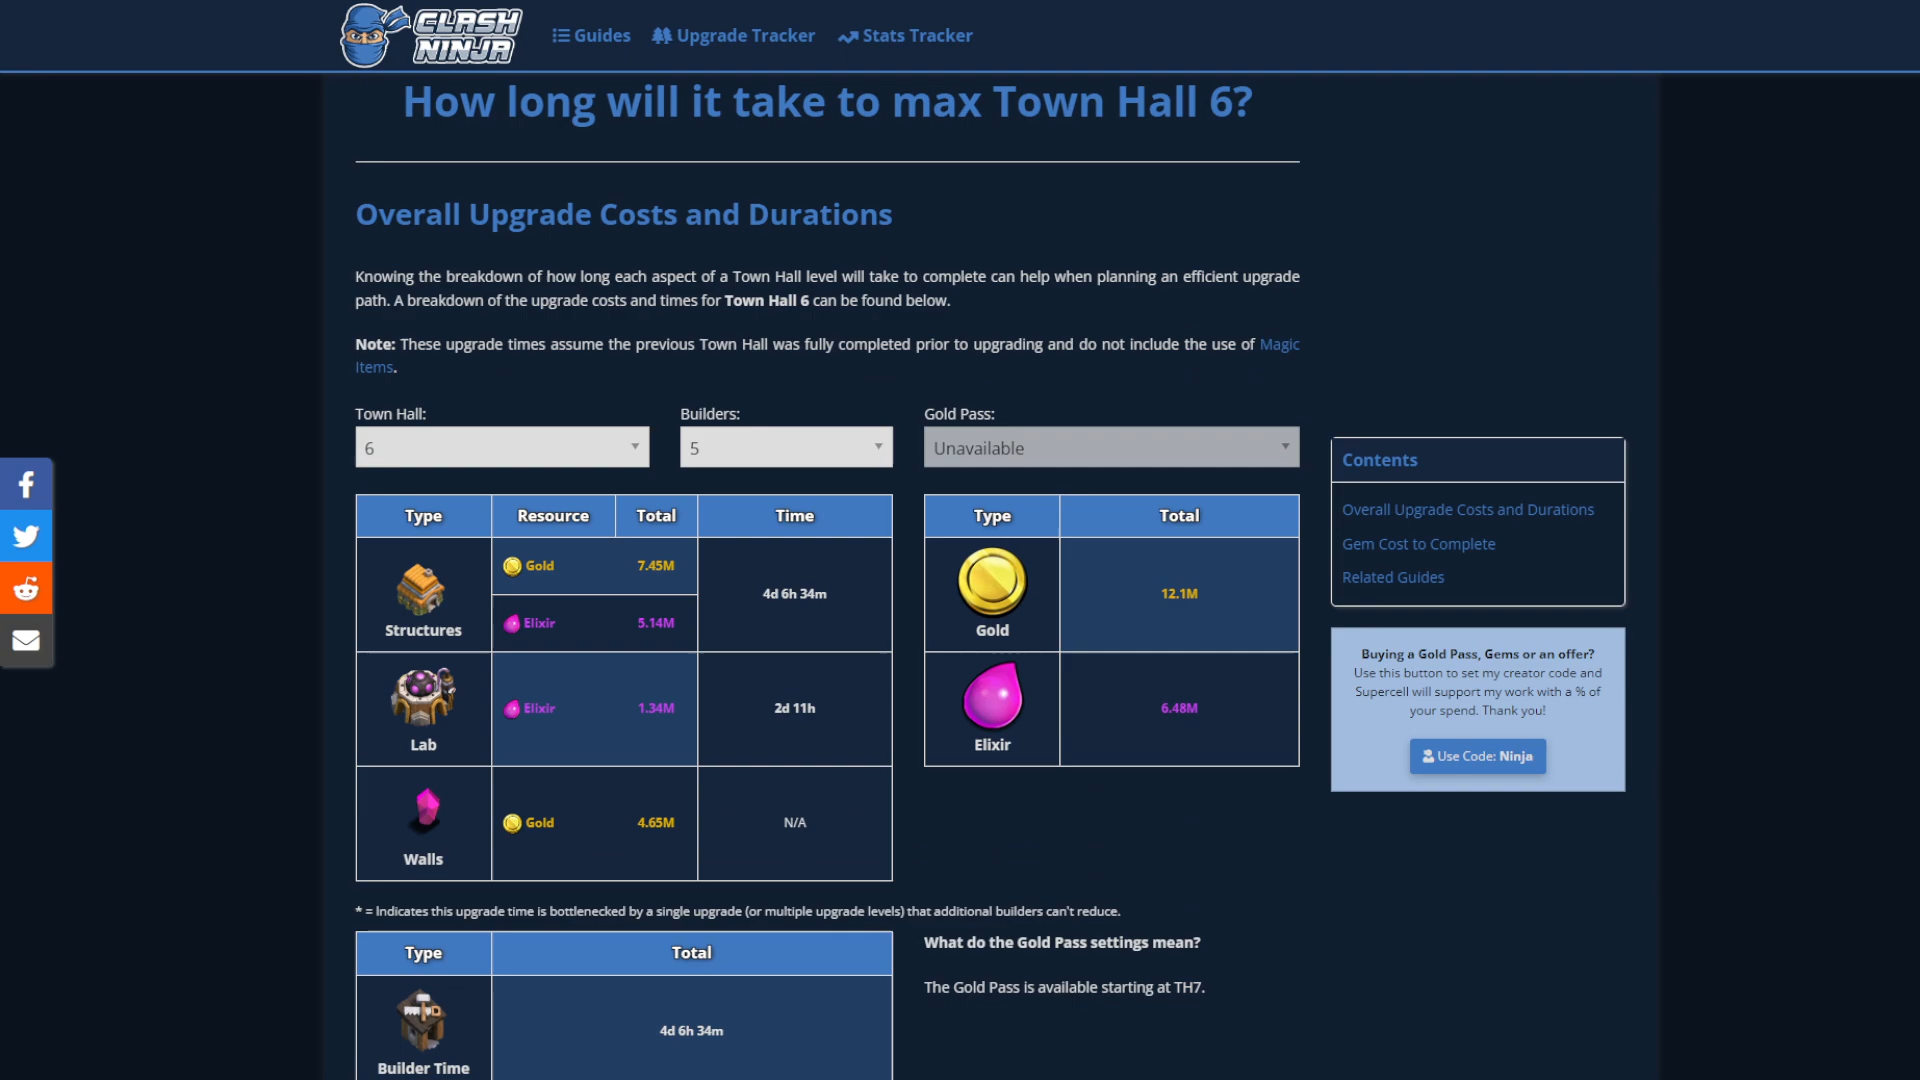 CLASH NINJA
Guides
Upgrade Tracker
Stats Tracker
How long will it take to max Town Hall 6?
Overall Upgrade Costs and Durations
Knowing the breakdown of how long each aspect of a Town Hall level will take to complete can help when planning an efficient upgrade
path. A breakdown of the upgrade costs and times for Town Hall 6 can be found below.
Note: These upgrade times assume the previous Town Hall was fully completed prior to upgrading and do not include the use of Magic
Items.
Town Hall:
6
Builders:
5
Gold Pass:
Unavailable
Type Resource Total Time
Structures
Gold 7.45M
Elixir 5.14M
4d 6h 34m
Lab
Elixir 1.34M
2d 11h
Walls
Gold 4.65M
N/A
Type Total
Gold
12.1M
Elixir
6.48M
* = Indicates this upgrade time is bottlenecked by a single upgrade (or multiple upgrade levels) that additional builders can't reduce.
Type Total
Builder Time
4d 6h 34m
What do the Gold Pass settings mean?
The Gold Pass is available starting at TH7.
Contents
Overall Upgrade Costs and Durations
Gem Cost to Complete
Related Guides
Buying a Gold Pass, Gems or an offer?
Use this button to set my creator code and
Supercell will support my work with a % of
your spend. Thank you!
Use Code: Ninja